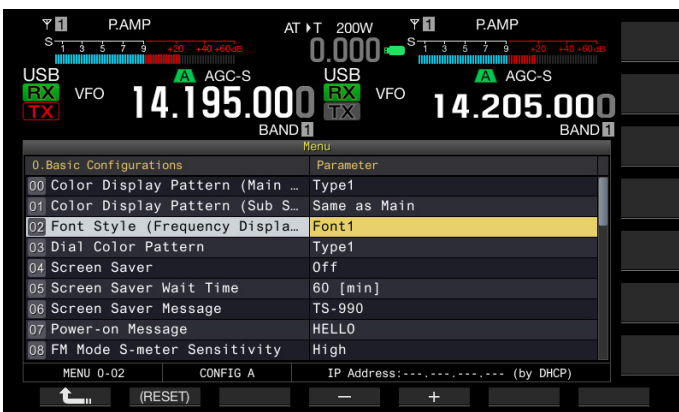 1 P.AMP AT T 200W 1 P.AMP
S 1 3 5 7 9 +20 +40 +60dB 0.000 S 1 3 5 7 9 +20 +40 +60dB
USB A AGC-S USB A AGC-S
RX VFO 14.195.000 RX VFO 14.205.000
TX TX
BAND 1 BAND 1
Menu
0.Basic Configurations Parameter
00 Color Display Pattern (Main … Type1
01 Color Display Pattern (Sub S… Same as Main
02 Font Style (Frequency Displa… Font1
03 Dial Color Pattern Type1
04 Screen Saver Off
05 Screen Saver Wait Time 60 [min]
06 Screen Saver Message TS-990
07 Power-on Message HELLO
08 FM Mode S-meter Sensitivity High
MENU 0-02 CONFIG A IP Address:---.---.---.--- (by DHCP)
(RESET) − +